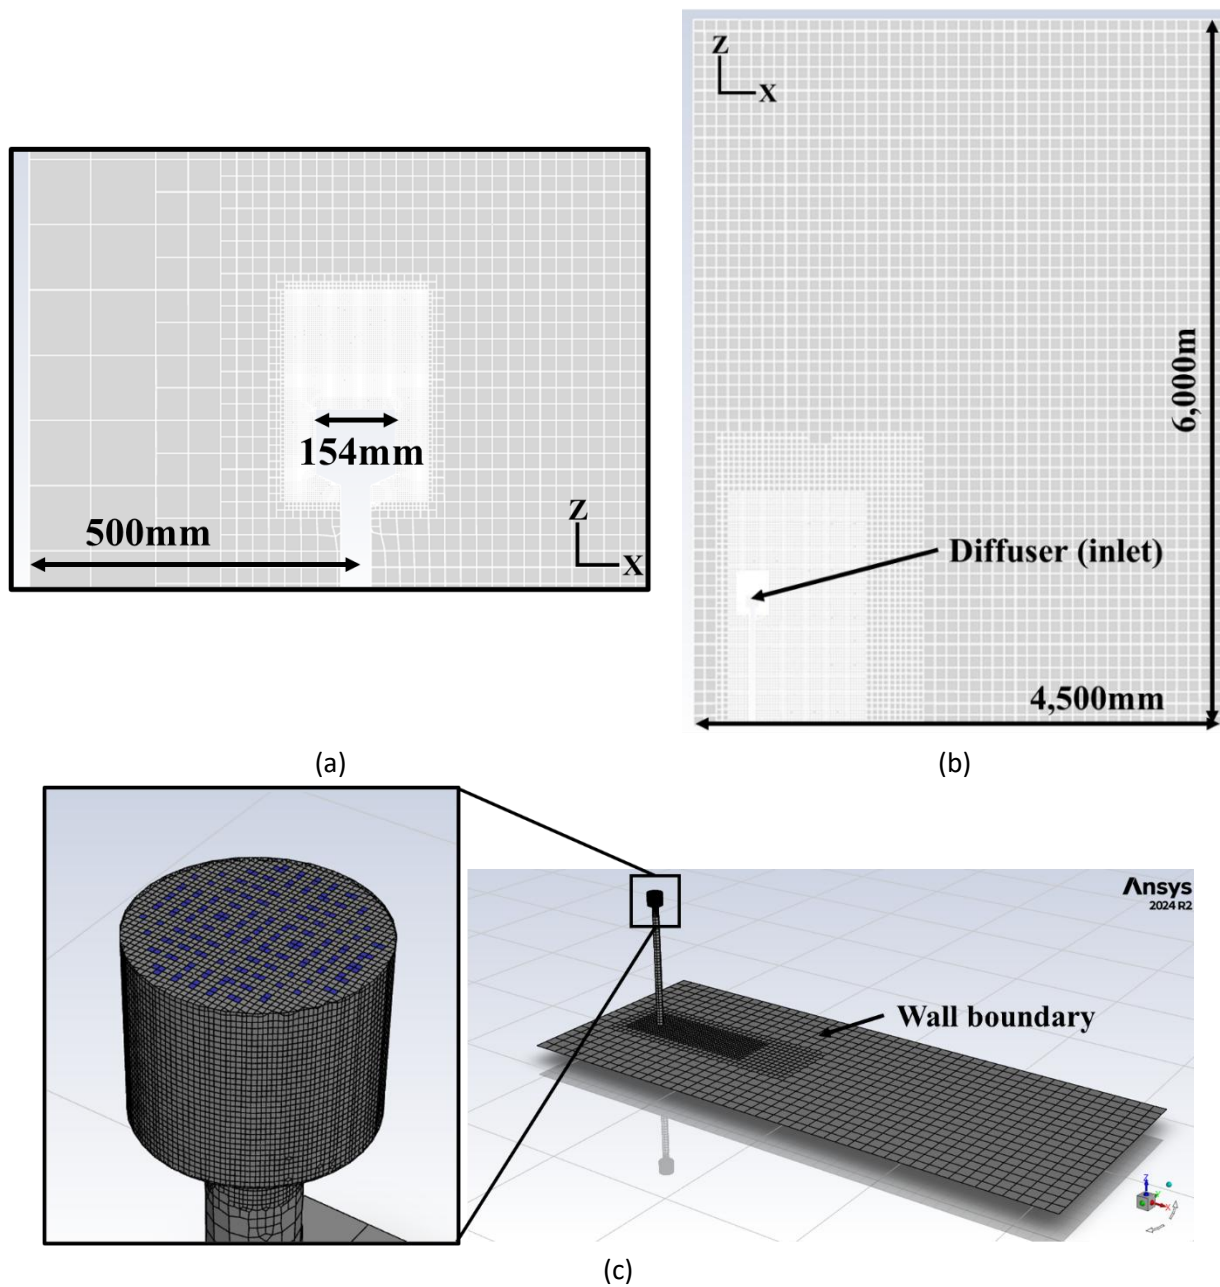 Z
X
154mm
500mm
Z
X
(a)
Z
X
6,000m
Diffuser (inlet)
4,500mm
(b)
Ansys
2024 R2
Wall boundary
Z
Y
X
(c)